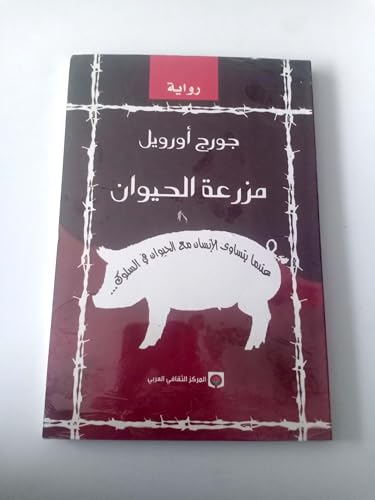 رواية
جورج أورويل
مزرعة الحيوان
حينما يتساوى الإنسان مع الحيوان في السلوك...
المركز الثقافي العربي